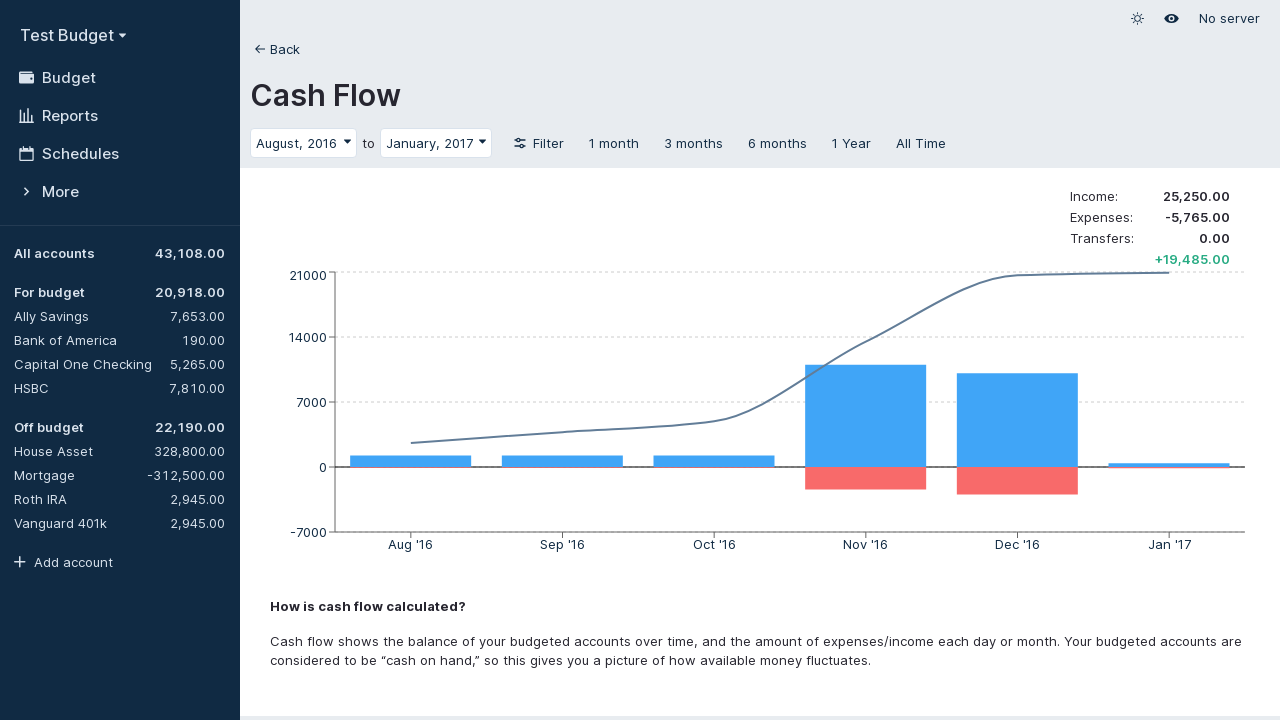 Test Budget
Budget
Reports
Schedules
More
All accounts 43,108.00
For budget 20,918.00
Ally Savings 7,653.00
Bank of America 190.00
Capital One Checking 5,265.00
HSBC 7,810.00
Off budget 22,190.00
House Asset 328,800.00
Mortgage -312,500.00
Roth IRA 2,945.00
Vanguard 401k 2,945.00
Add account
No server
Back
Cash Flow
August, 2016 to January, 2017 Filter 1 month 3 months 6 months 1 Year All Time
Income: 25,250.00
Expenses: -5,765.00
Transfers: 0.00
+19,485.00
21000
14000
7000
0
-7000
Aug '16 Sep '16 Oct '16 Nov '16 Dec '16 Jan '17
How is cash flow calculated?
Cash flow shows the balance of your budgeted accounts over time, and the amount of expenses/income each day or month. Your budgeted accounts are
considered to be “cash on hand,” so this gives you a picture of how available money fluctuates.